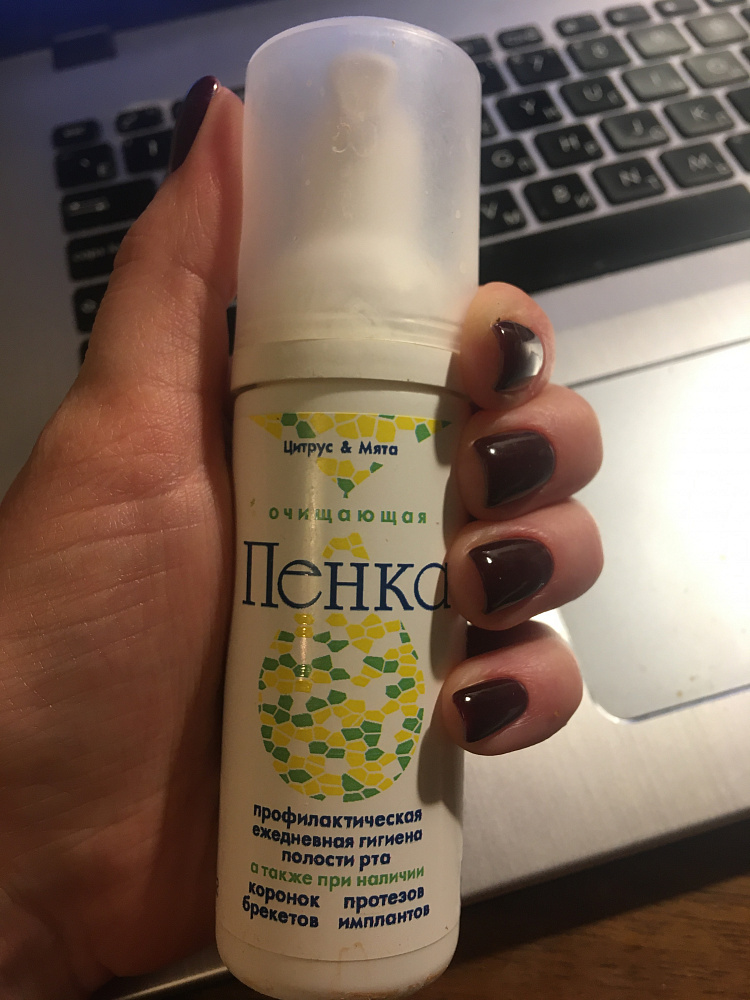 Цитрус & Мята
очищающая
Пенка
профилактическая
ежедневная гигиена
полости рта
а также при наличии
коронок протезов
брекетов имплантов